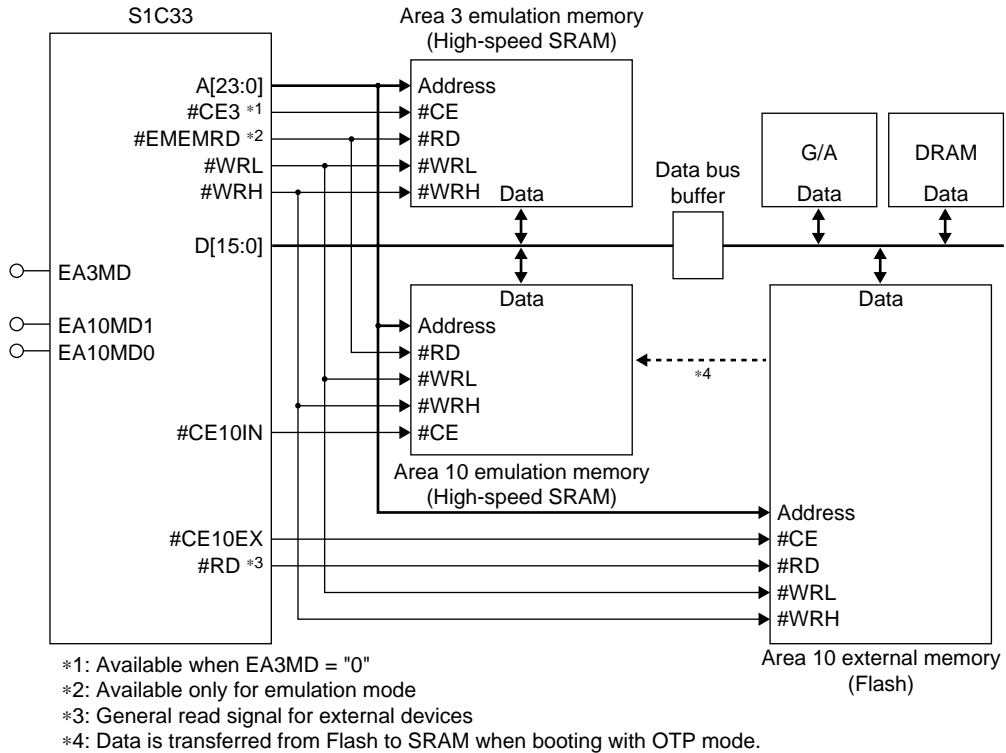 S1C33
A[23:0]
#CE3 *1
#EMEMRD *2
#WRL
#WRH
D[15:0]
EA3MD
EA10MD1
EA10MD0
#CE10IN
#CE10EX
#RD *3
Area 3 emulation memory
(High-speed SRAM)
Address
#CE
#RD
#WRL
#WRH
Data
Data bus
buffer
G/A
Data
DRAM
Data
Data
Address
#RD
#WRL
#WRH
#CE
Area 10 emulation memory
(High-speed SRAM)
*4
Data
Address
#CE
#RD
#WRL
#WRH
Area 10 external memory
(Flash)
*1: Available when EA3MD = "0"
*2: Available only for emulation mode
*3: General read signal for external devices
*4: Data is transferred from Flash to SRAM when booting with OTP mode.